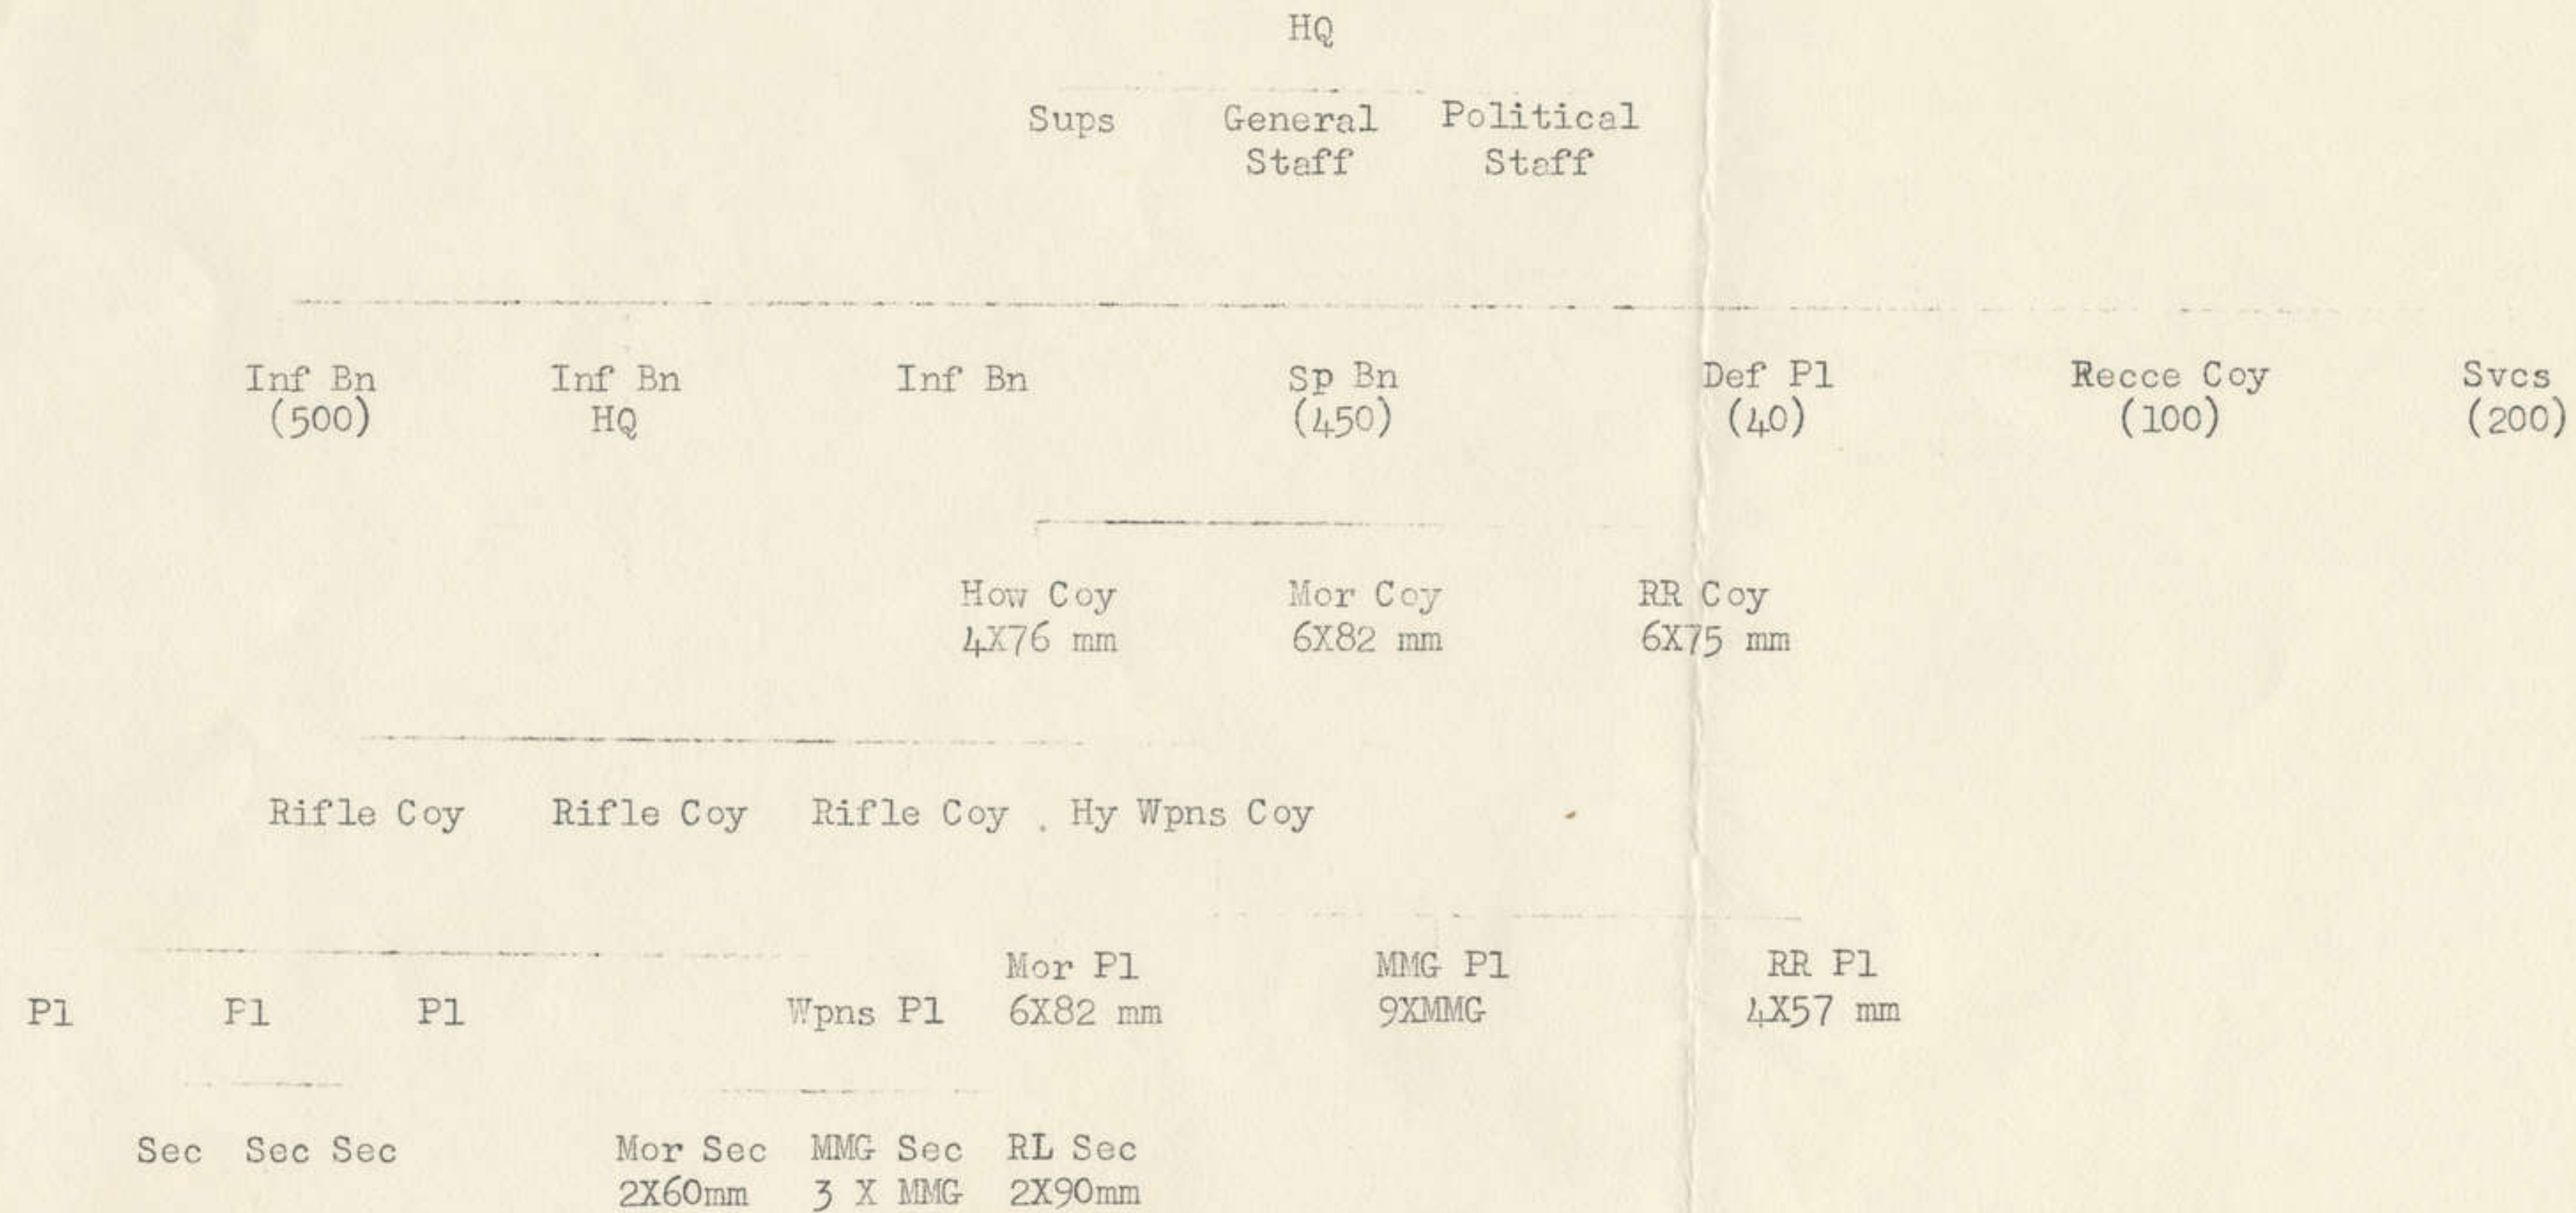 HQ
Sups General Political
Staff Staff
Inf Bn Inf Bn Inf Bn Sp Bn Def Pl Recce Coy Svcs
(500) HQ (450) (40) (100) (200)
How Coy Mor Coy RR Coy
4X76 mm 6X82 mm 6X75 mm
Rifle Coy Rifle Coy Rifle Coy . Hy Wpns Coy
Mor Pl MMG Pl RR Pl
Pl Pl Pl Wpns Pl 6X82 mm 9XMMG 4X57 mm
Sec Sec Sec Mor Sec MMG Sec RL Sec
2X60mm 3 X MMG 2X90mm